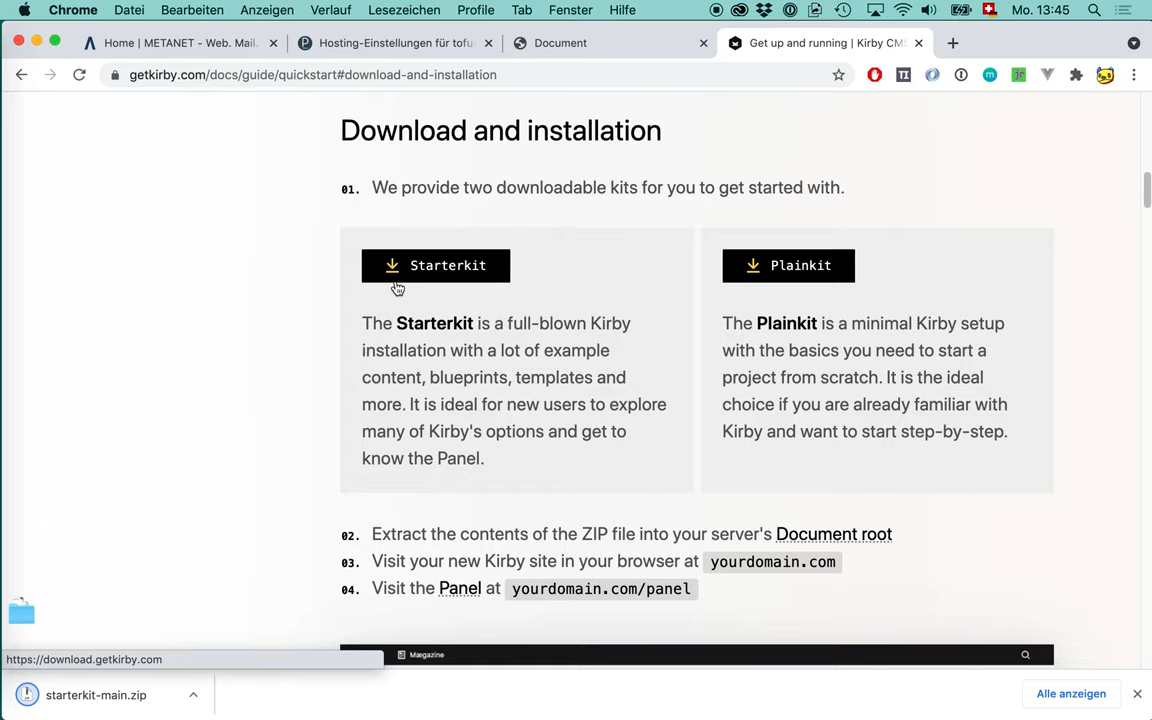 Chrome Datei Bearbeiten Anzeigen Verlauf Lesezeichen Profile Tab Fenster Hilfe Mo. 13:45
Home | METANET - Web. Mail. Hosting-Einstellungen für tofu Document Get up and running | Kirby CMS
getkirby.com/docs/guide/quickstart#download-and-installation
Download and installation
01. We provide two downloadable kits for you to get started with.
Starterkit
The Starterkit is a full-blown Kirby
installation with a lot of example
content, blueprints, templates and
more. It is ideal for new users to explore
many of Kirby's options and get to
know the Panel.
Plainkit
The Plainkit is a minimal Kirby setup
with the basics you need to start a
project from scratch. It is the ideal
choice if you are already familiar with
Kirby and want to start step-by-step.
02. Extract the contents of the ZIP file into your server's Document root
03. Visit your new Kirby site in your browser at yourdomain.com
04. Visit the Panel at yourdomain.com/panel
Mægazine
https://download.getkirby.com
starterkit-main.zip
Alle anzeigen